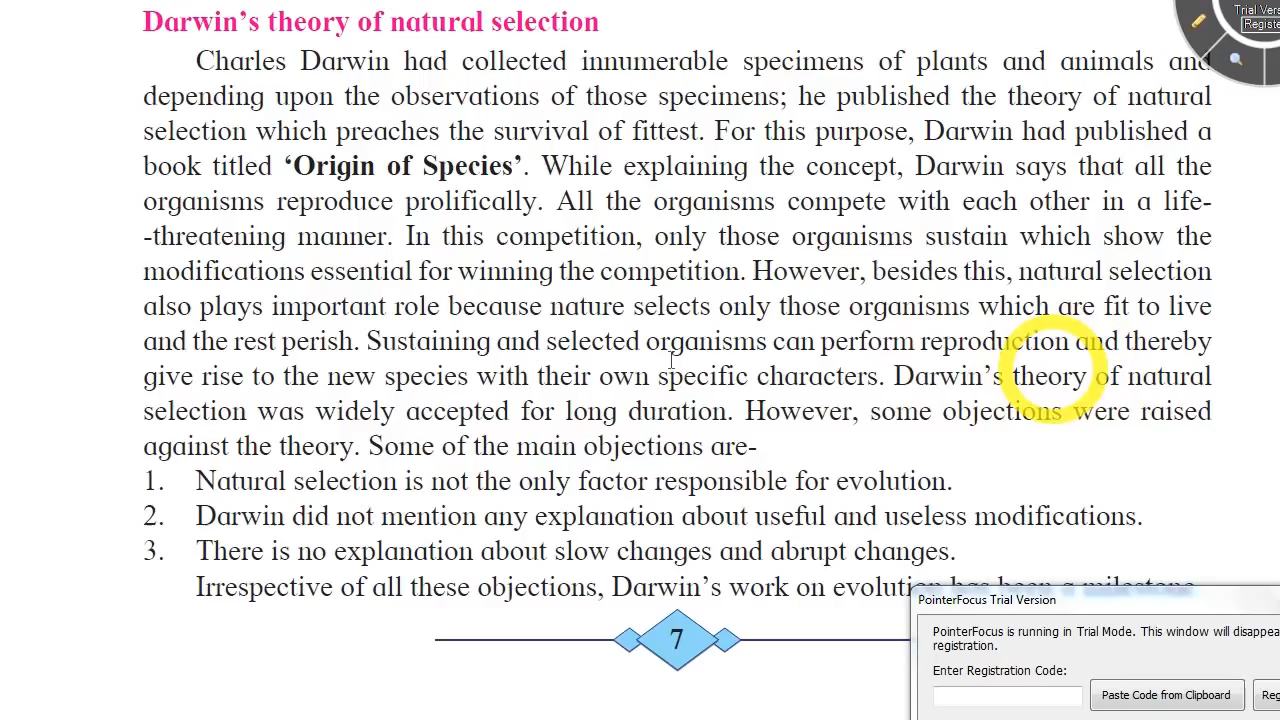 Darwin's theory of natural selection
Charles Darwin had collected innumerable specimens of plants and animals and
depending upon the observations of those specimens; he published the theory of natural
selection which preaches the survival of fittest. For this purpose, Darwin had published a
book titled ‘Origin of Species’. While explaining the concept, Darwin says that all the
organisms reproduce prolifically. All the organisms compete with each other in a life-
-threatening manner. In this competition, only those organisms sustain which show the
modifications essential for winning the competition. However, besides this, natural selection
also plays important role because nature selects only those organisms which are fit to live
and the rest perish. Sustaining and selected organisms can perform reproduction and thereby
give rise to the new species with their own specific characters. Darwin's theory of natural
selection was widely accepted for long duration. However, some objections were raised
against the theory. Some of the main objections are-
1. Natural selection is not the only factor responsible for evolution.
2. Darwin did not mention any explanation about useful and useless modifications.
3. There is no explanation about slow changes and abrupt changes.
Irrespective of all these objections, Darwin's work on evolution has been a milestone
7
Trial Vers
Registe
PointerFocus Trial Version
PointerFocus is running in Trial Mode. This window will disappea
registration.
Enter Registration Code:
Paste Code from Clipboard
Reg